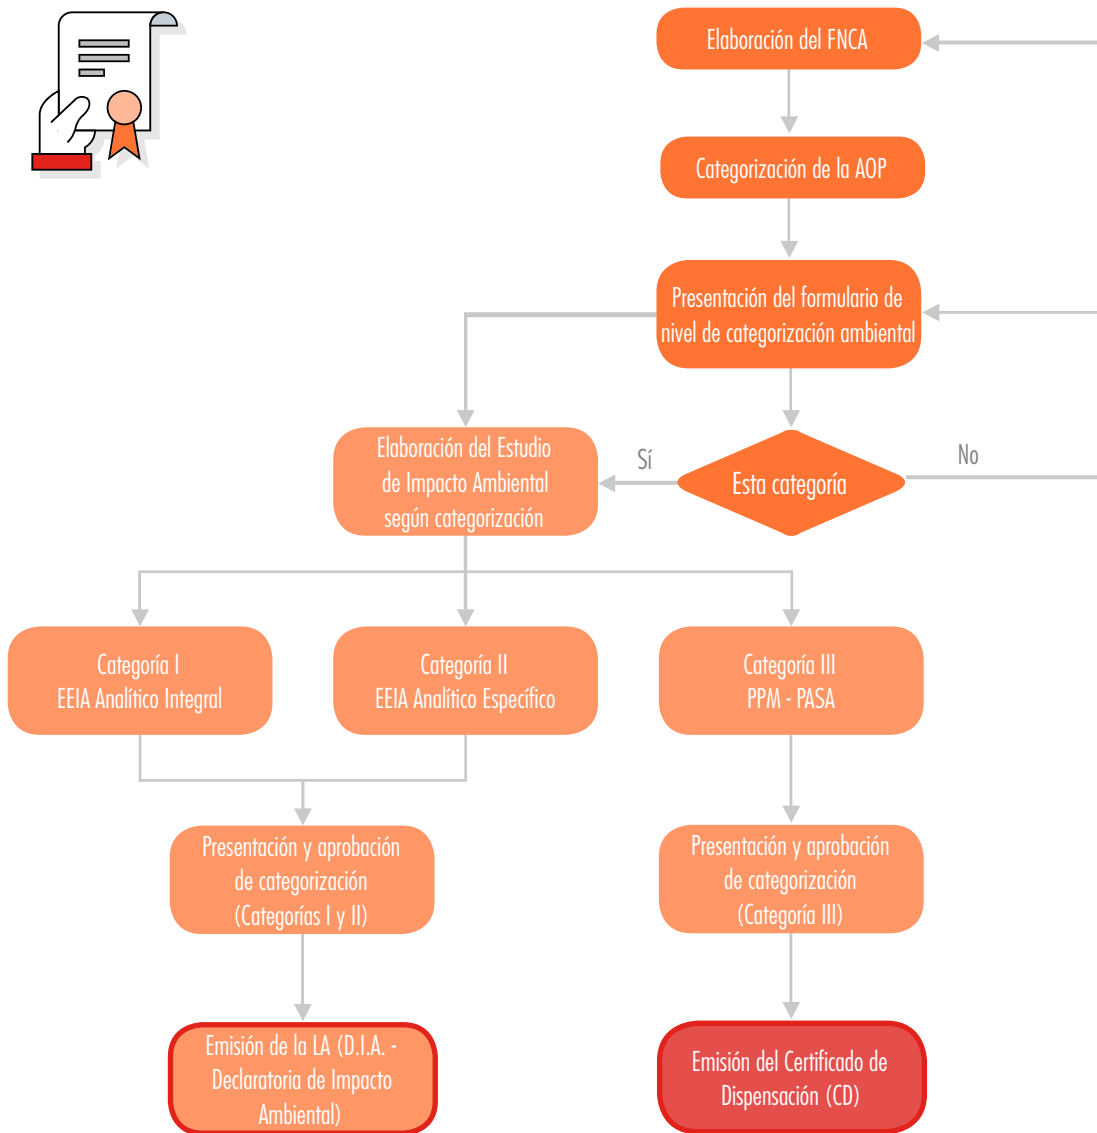 Elaboración del FNCA
Categorización de la AOP
Presentación del formulario de
nivel de categorización ambiental
Elaboración del Estudio
de Impacto Ambiental
según categorización
Sí
Esta categoría
No
Categoría I
EEIA Analítico Integral
Categoría II
EEIA Analítico Específico
Categoría III
PPM - PASA
Presentación y aprobación
de categorización
(Categorías I y II)
Presentación y aprobación
de categorización
(Categoría III)
Emisión de la LA (D.I.A. -
Declaratoria de Impacto
Ambiental)
Emisión del Certificado de
Dispensación (CD)